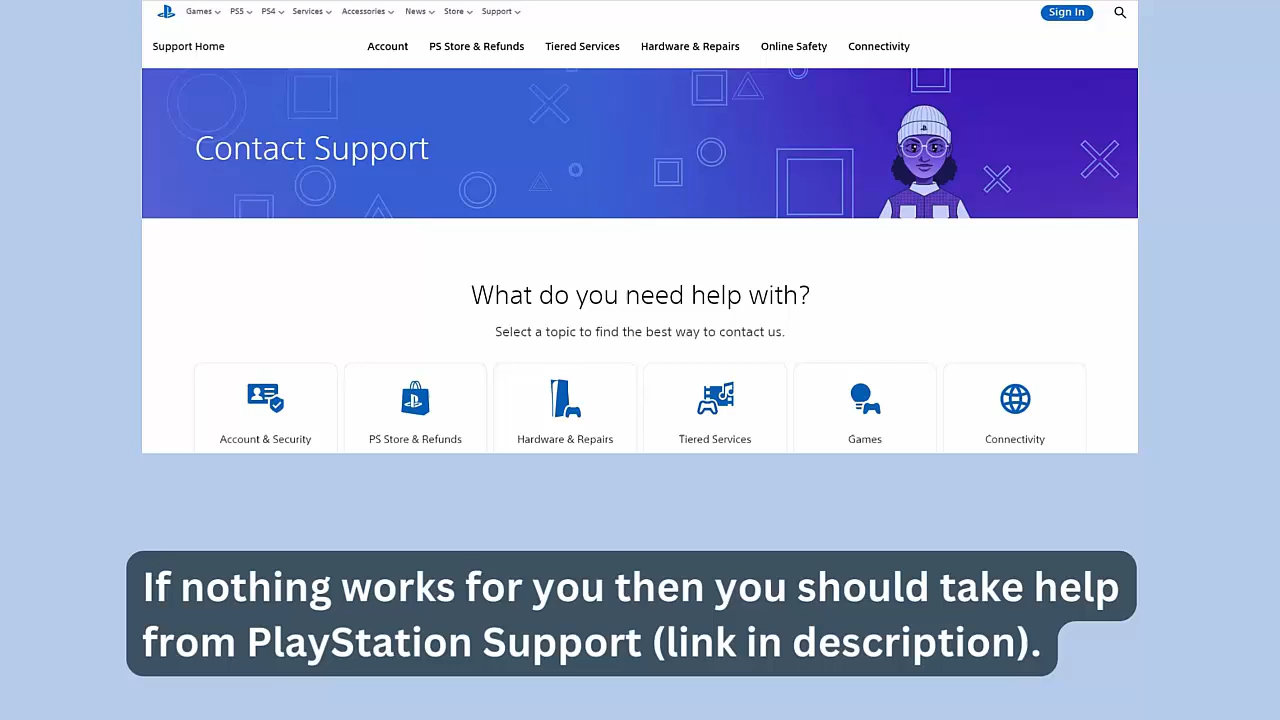 Games PS5 PS4 Services Accessories News Store Support Sign In
Support Home Account PS Store & Refunds Tiered Services Hardware & Repairs Online Safety Connectivity
Contact Support
What do you need help with?
Select a topic to find the best way to contact us.
Account & Security PS Store & Refunds Hardware & Repairs Tiered Services Games Connectivity
If nothing works for you then you should take help
from PlayStation Support (link in description).